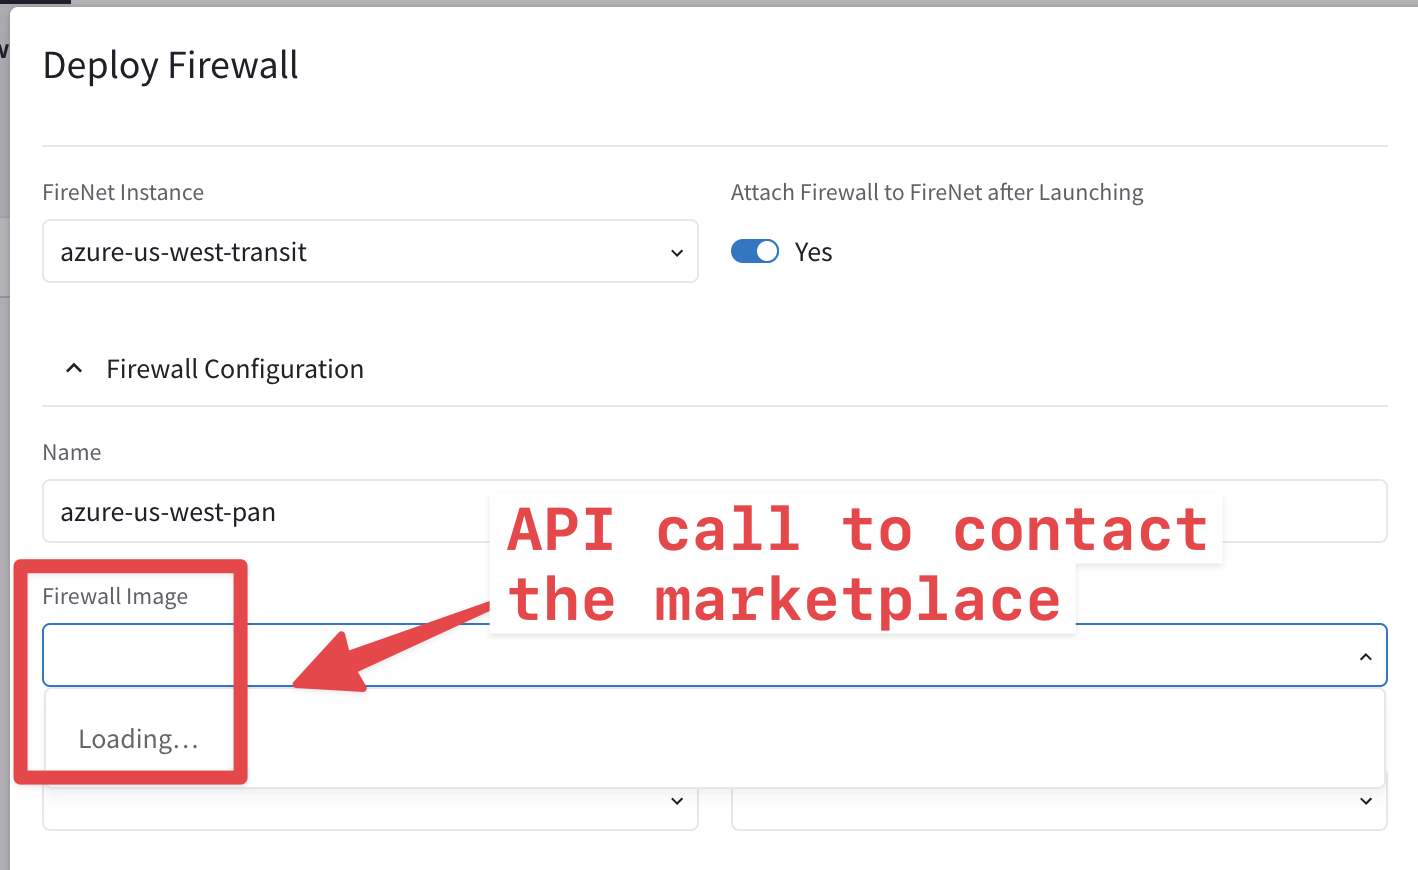 Deploy Firewall
FireNet Instance
Attach Firewall to FireNet after Launching
azure-us-west-transit
Yes
Firewall Configuration
Name
azure-us-west-pan
API call to contact
the marketplace
Firewall Image
Loading...